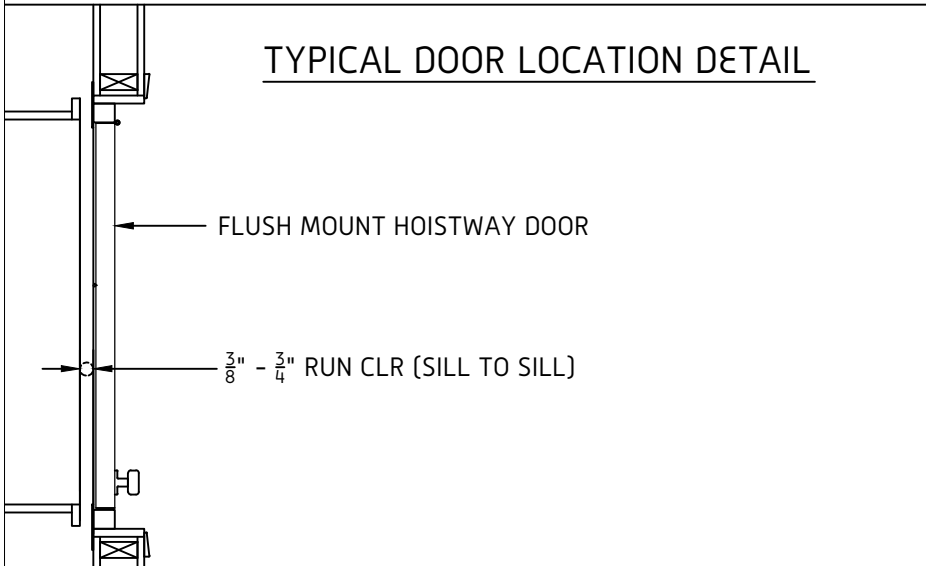 TYPICAL DOOR LOCATION DETAIL
FLUSH MOUNT HOISTWAY DOOR
3/8" - 3/4" RUN CLR (SILL TO SILL)